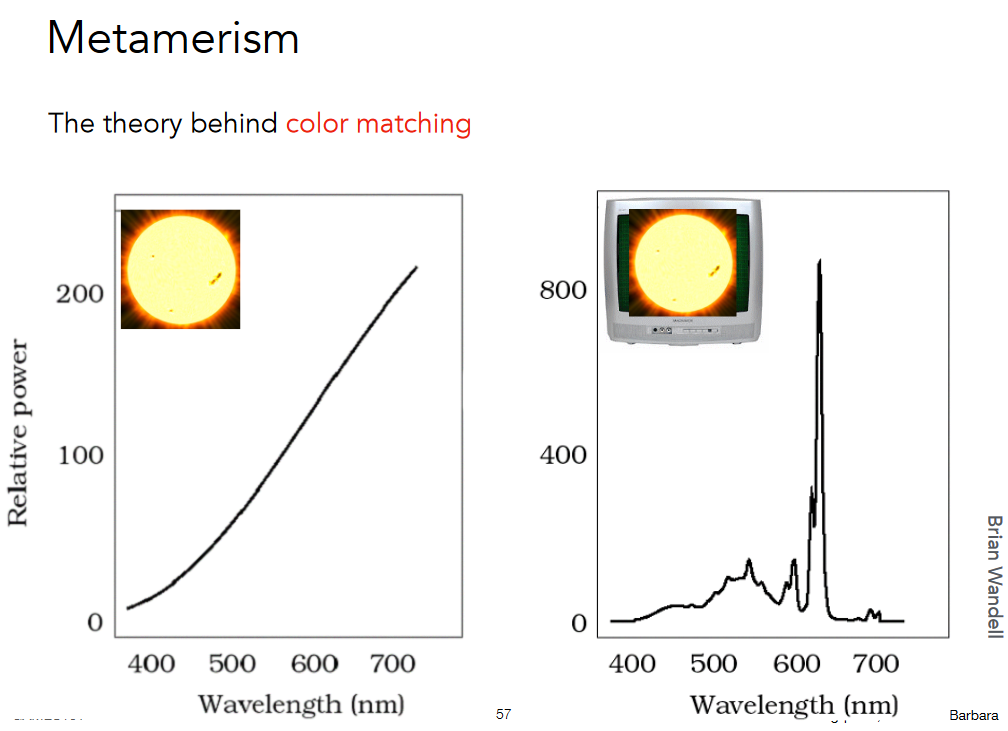 Metamerism
The theory behind color matching
Relative power
200
100
0
400 500 600 700
Wavelength (nm)
800
400
0
400 500 600 700
Wavelength (nm)
Brian Wandell
57
Barbara